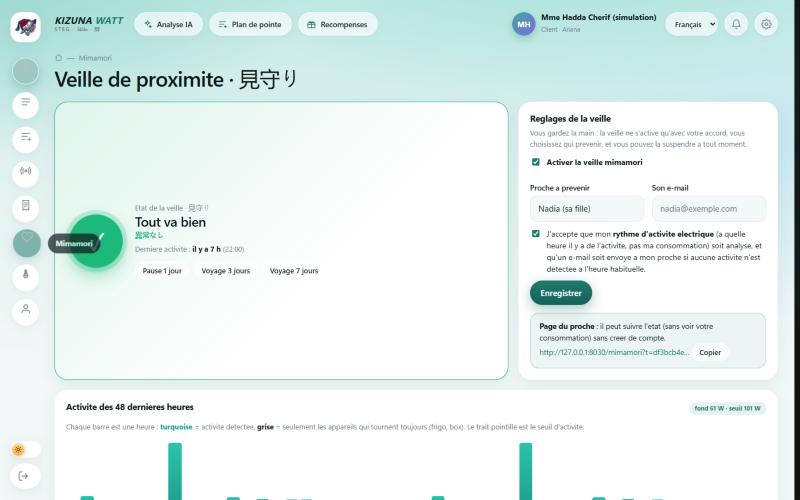 KIZUNA WATT
Analyse IA
Plan de pointe
Recompenses
MH
Mme Hadda Cherif (simulation)
Client · Ariana
Français
— Mimamori
Veille de proximite · 見守り
Etat de la veille · 見守り
Tout va bien
異常なし
Derniere activite : il y a 7 h (22:00)
Pause 1 jour
Voyage 3 jours
Voyage 7 jours
Mimamori
Reglages de la veille
Vous gardez la main : la veille ne s'active qu'avec votre accord, vous
choisissez qui prevenir, et vous pouvez la suspendre a tout moment.
Activer la veille mimamori
Proche a prevenir
Son e-mail
Nadia (sa fille)
nadia@exemple.com
J'accepte que mon rythme d'activite electrique (a quelle
heure il y a de l'activite, pas ma consommation) soit analyse, et
qu'un e-mail soit envoye a mon proche si aucune activite n'est
detectee a l'heure habituelle.
Enregistrer
Page du proche : il peut suivre l'etat (sans voir votre
consommation) sans creer de compte.
http://127.0.0.1:8030/mimamori?t=df3bcb4e...
Copier
Activite des 48 dernieres heures
fond 61 W · seuil 101 W
Chaque barre est une heure : turquoise = activite detectee, grise = seulement les appareils qui tournent toujours (frigo, box). Le trait pointille est le seuil d'activite.